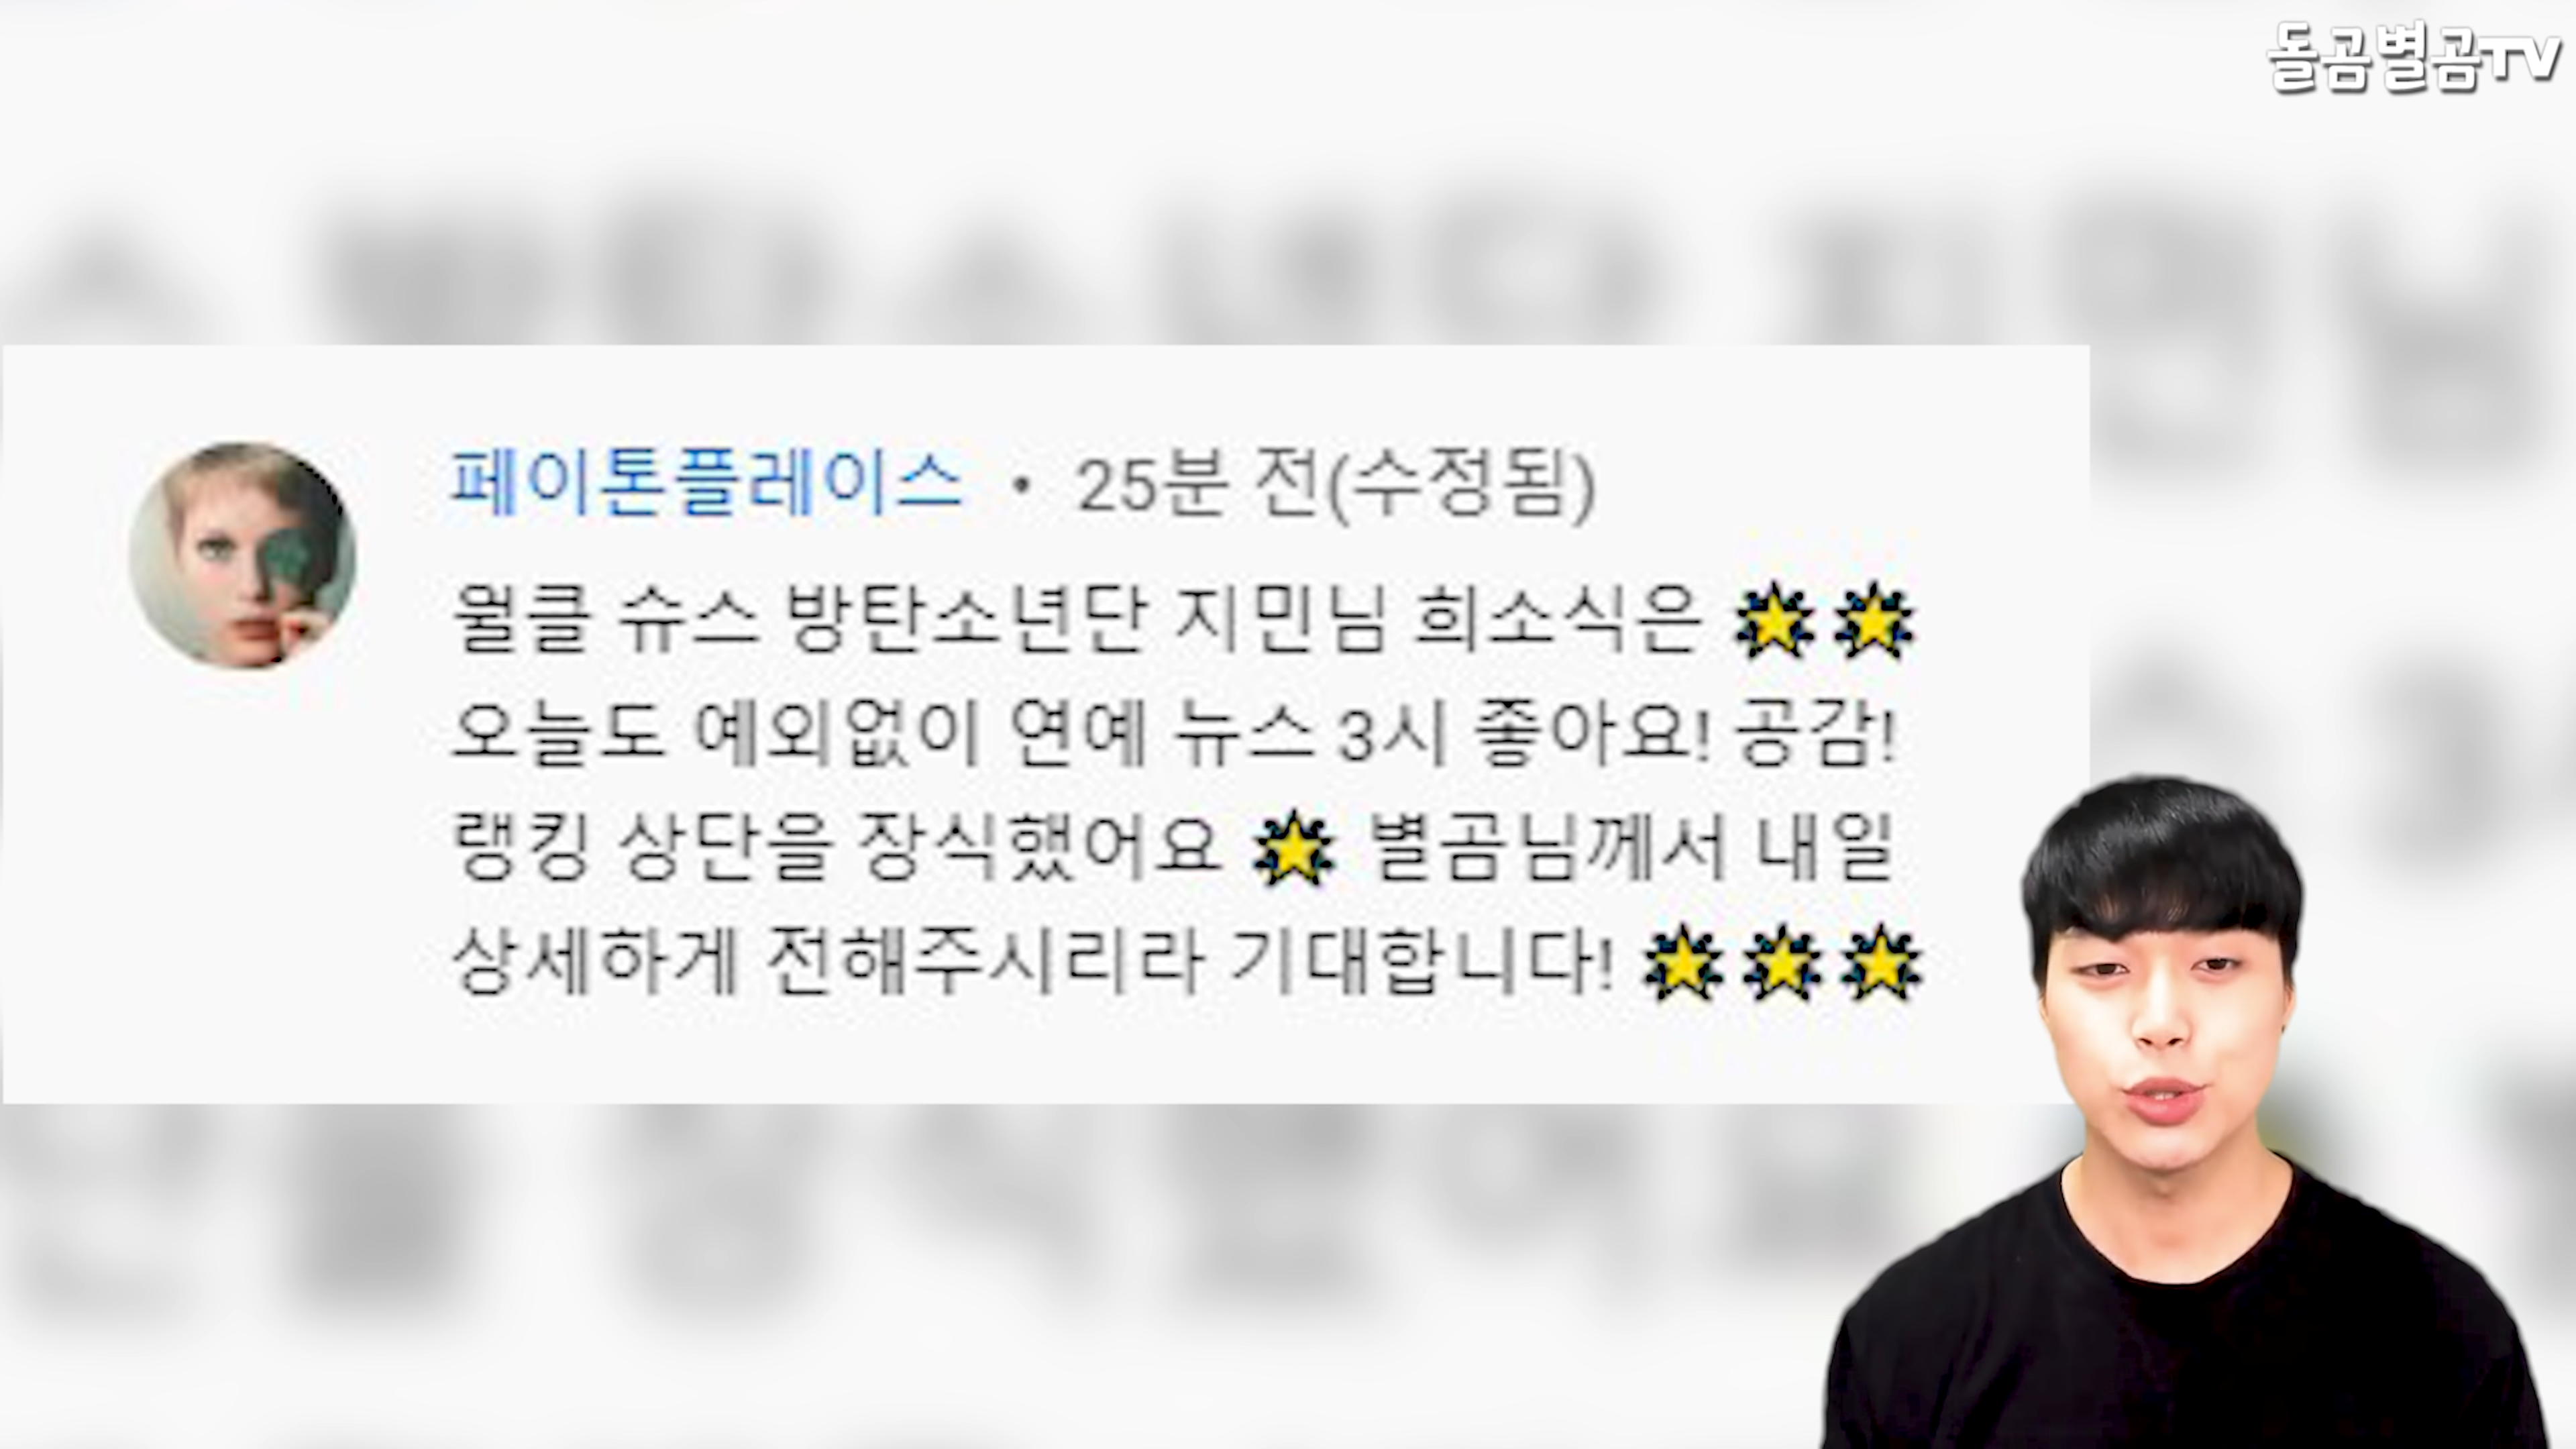 돌곰별곰TV
페이톤플레이스 • 25분 전(수정됨)
월클 슈스 방탄소년단 지민님 희소식은 🌟🌟
오늘도 예외없이 연예 뉴스 3시 좋아요! 공감!
랭킹 상단을 장식했어요 🌟 별곰님께서 내일
상세하게 전해주시리라 기대합니다! 🌟🌟🌟